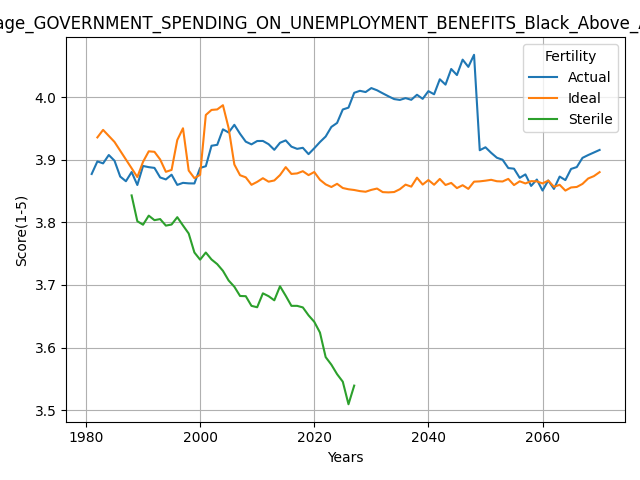 age_GOVERNMENT_SPENDING_ON_UNEMPLOYMENT_BENEFITS_Black_Above_
Fertility
Actual
Ideal
Sterile
Score(1-5)
4.0
3.9
3.8
3.7
3.6
3.5
1980
2000
2020
2040
2060
Years